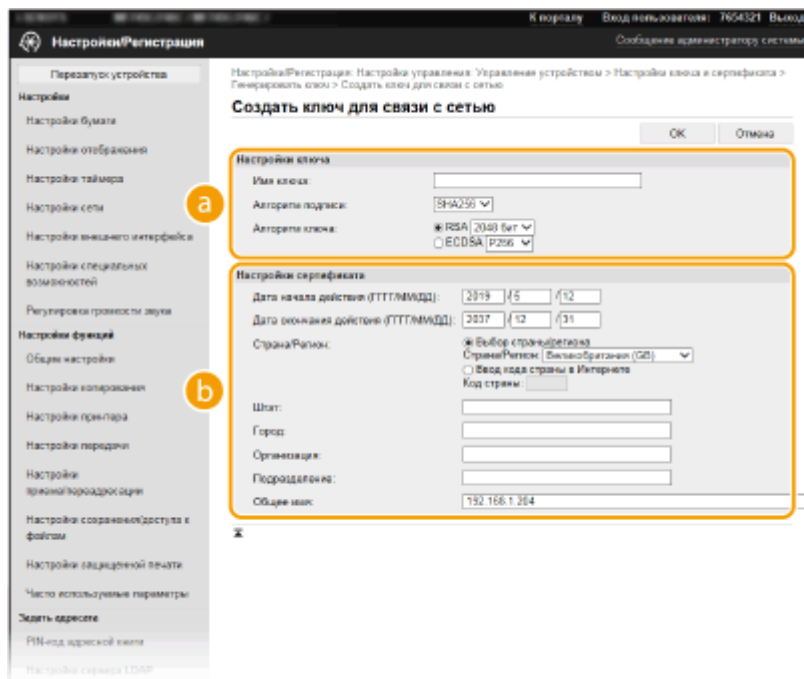 К порталу Вход пользователя: 7654321 Выход
Настройки/Регистрация
Сообщение администратору системы
Перезапуск устройства
Настройки
Настройки бумаги
Настройки отображения
Настройки таймера
Настройки сети
Настройки внешнего интерфейса
Настройки специальных
возможностей
Регулировка громкости звука
Настройки функций
Общие настройки
Настройки копирования
Настройки принтера
Настройки передачи
Настройки
приема/переадресации
Настройки сохранения/доступа к
файлам
Настройки защищенной печати
Часто используемые параметры
Задать адресата
PIN-код адресной книги
Настройки сервера LDAP
Настройки/Регистрация: Настройки управления: Управление устройством > Настройки ключа и сертификата >
Генерировать ключ > Создать ключ для связи с сетью
Создать ключ для связи с сетью
OK Отмена
a
Настройки ключа
Имя ключа:
Алгоритм подписи: SHA256
Алгоритм ключа: RSA 2048 бит
ECDSA P256
b
Настройки сертификата
Дата начала действия (ГГГГ/ММ/ДД): 2019 / 6 / 12
Дата окончания действия (ГГГГ/ММ/ДД): 2037 / 12 / 31
Страна/Регион: Выбор страны/региона
Страна/Регион: Великобритания (GB)
Ввод кода страны в Интернете
Код страны:
Штат:
Город:
Организация:
Подразделение:
Общее имя: 192.168.1.204